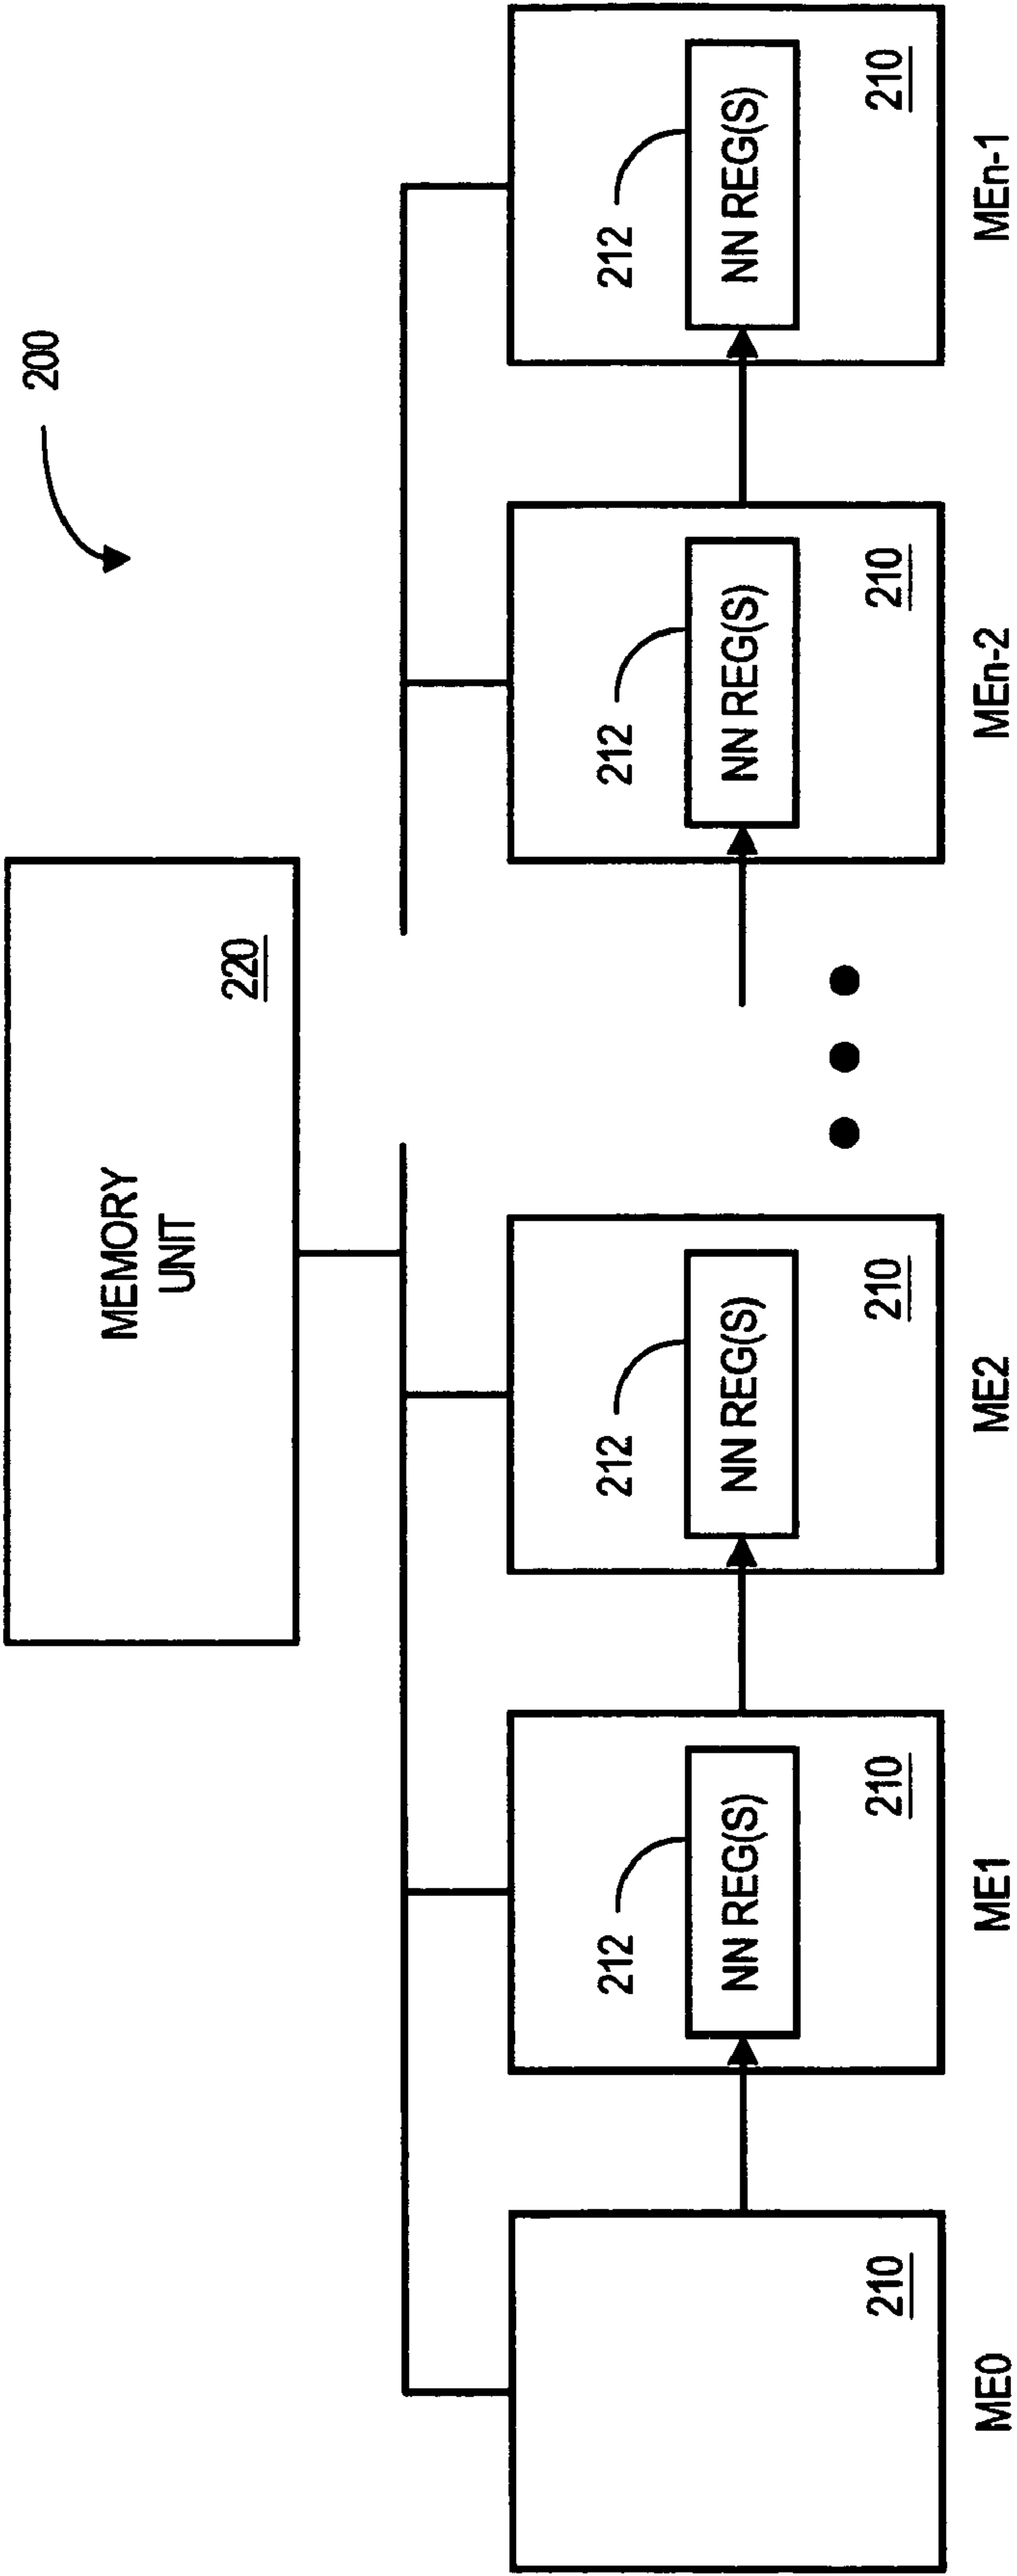 200
MEMORY
UNIT
220
212
212
212
212
NN REG(S)
NN REG(S)
NN REG(S)
NN REG(S)
210
210
210
210
210
ME0
ME1
ME2
MEn-2
MEn-1